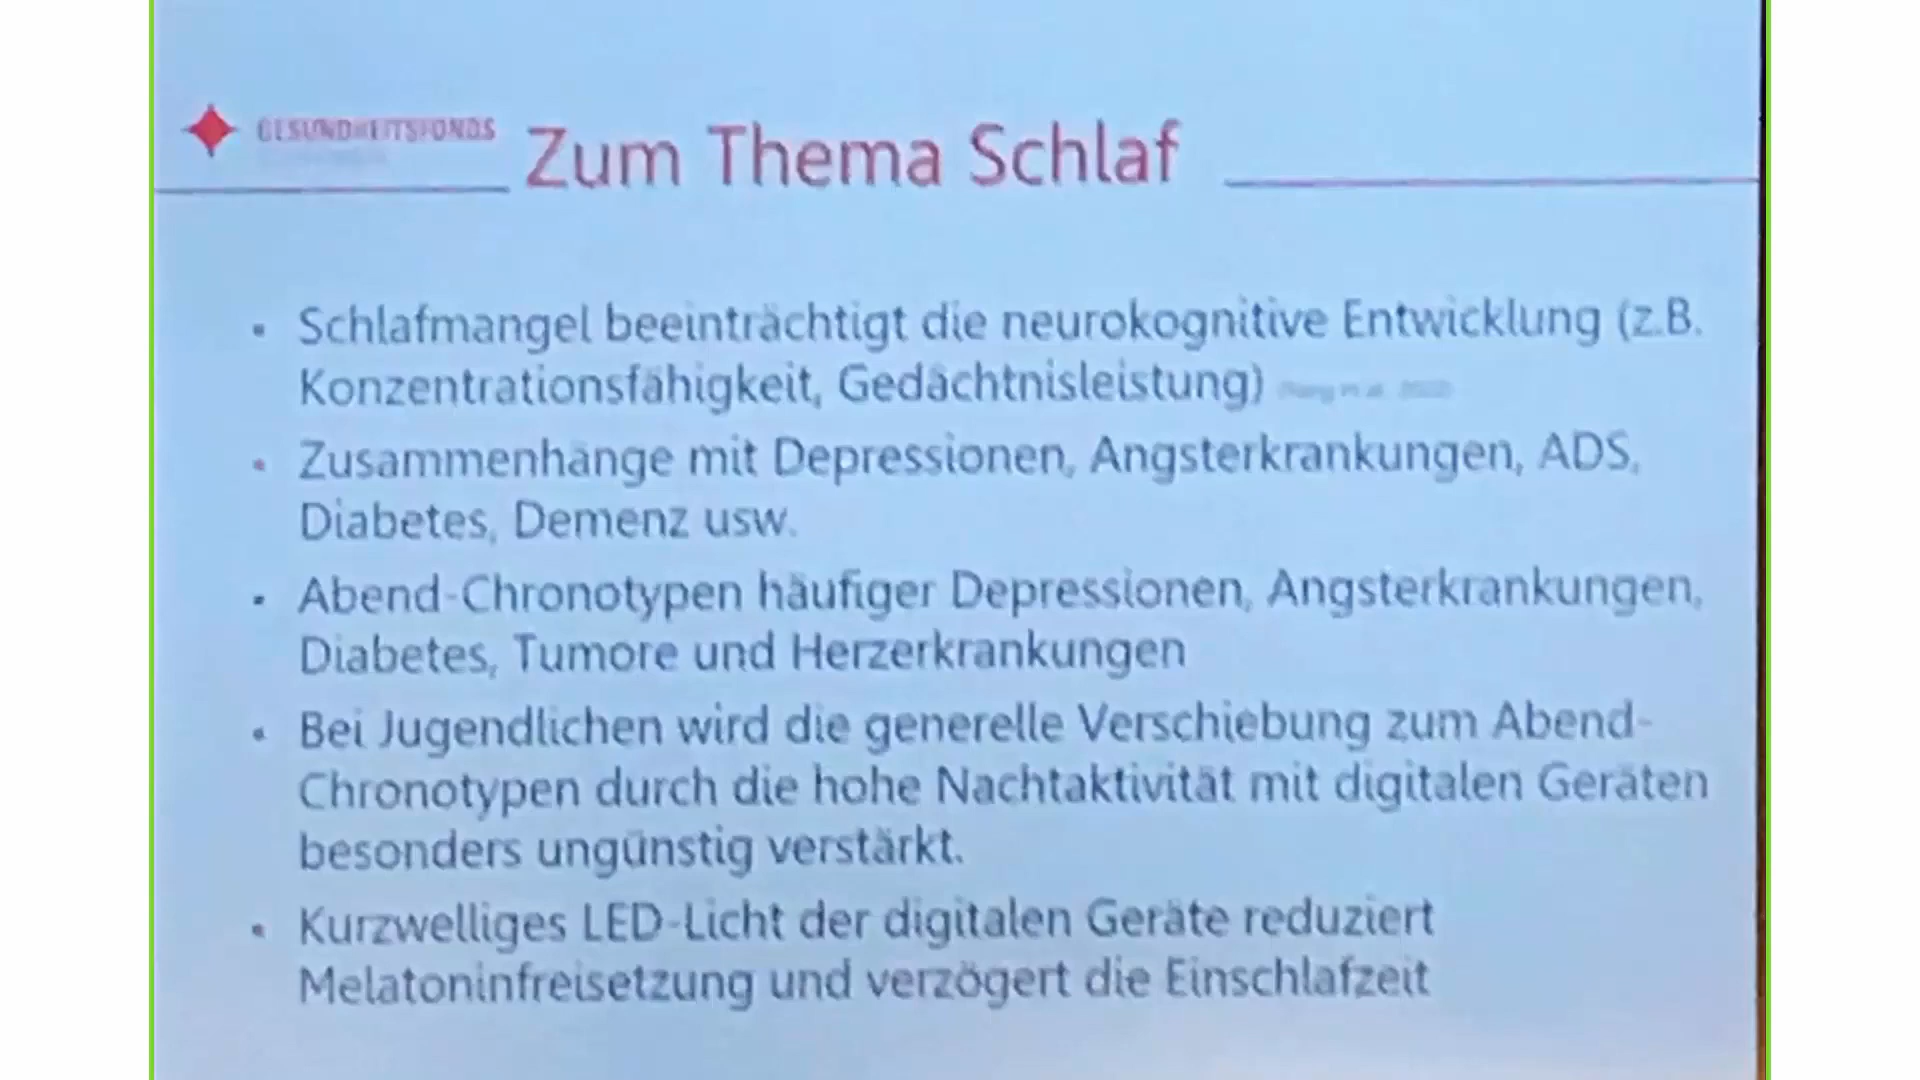 GESUNDHEITSFONDS
Zum Thema Schlaf
• Schlafmangel beeinträchtigt die neurokognitive Entwicklung (z.B.
Konzentrationsfähigkeit, Gedächtnisleistung)
• Zusammenhänge mit Depressionen, Angsterkrankungen, ADS,
Diabetes, Demenz usw.
• Abend-Chronotypen häufiger Depressionen, Angsterkrankungen,
Diabetes, Tumore und Herzerkrankungen
• Bei Jugendlichen wird die generelle Verschiebung zum Abend-
Chronotypen durch die hohe Nachtaktivität mit digitalen Geräten
besonders ungünstig verstärkt.
• Kurzwelliges LED-Licht der digitalen Geräte reduziert
Melatoninfreisetzung und verzögert die Einschlafzeit